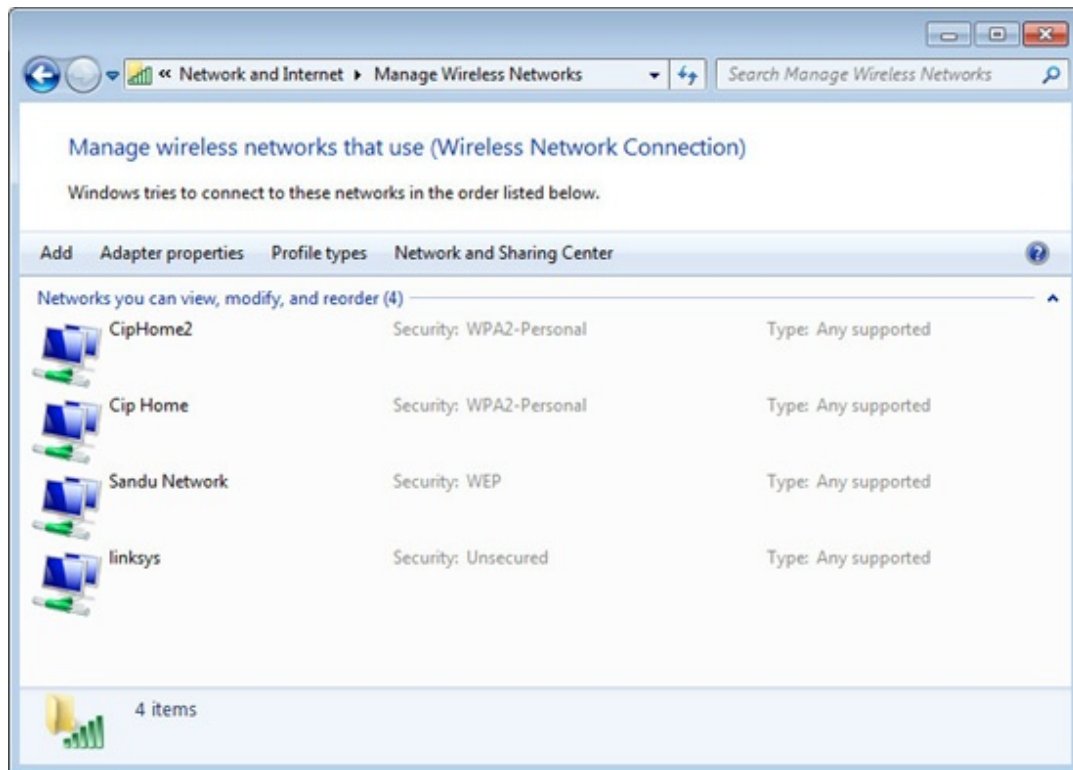 « Network and Internet ▸ Manage Wireless Networks
Search Manage Wireless Networks
Manage wireless networks that use (Wireless Network Connection)
Windows tries to connect to these networks in the order listed below.
Add Adapter properties Profile types Network and Sharing Center
Networks you can view, modify, and reorder (4)
CipHome2 Security: WPA2-Personal Type: Any supported
Cip Home Security: WPA2-Personal Type: Any supported
Sandu Network Security: WEP Type: Any supported
linksys Security: Unsecured Type: Any supported
4 items